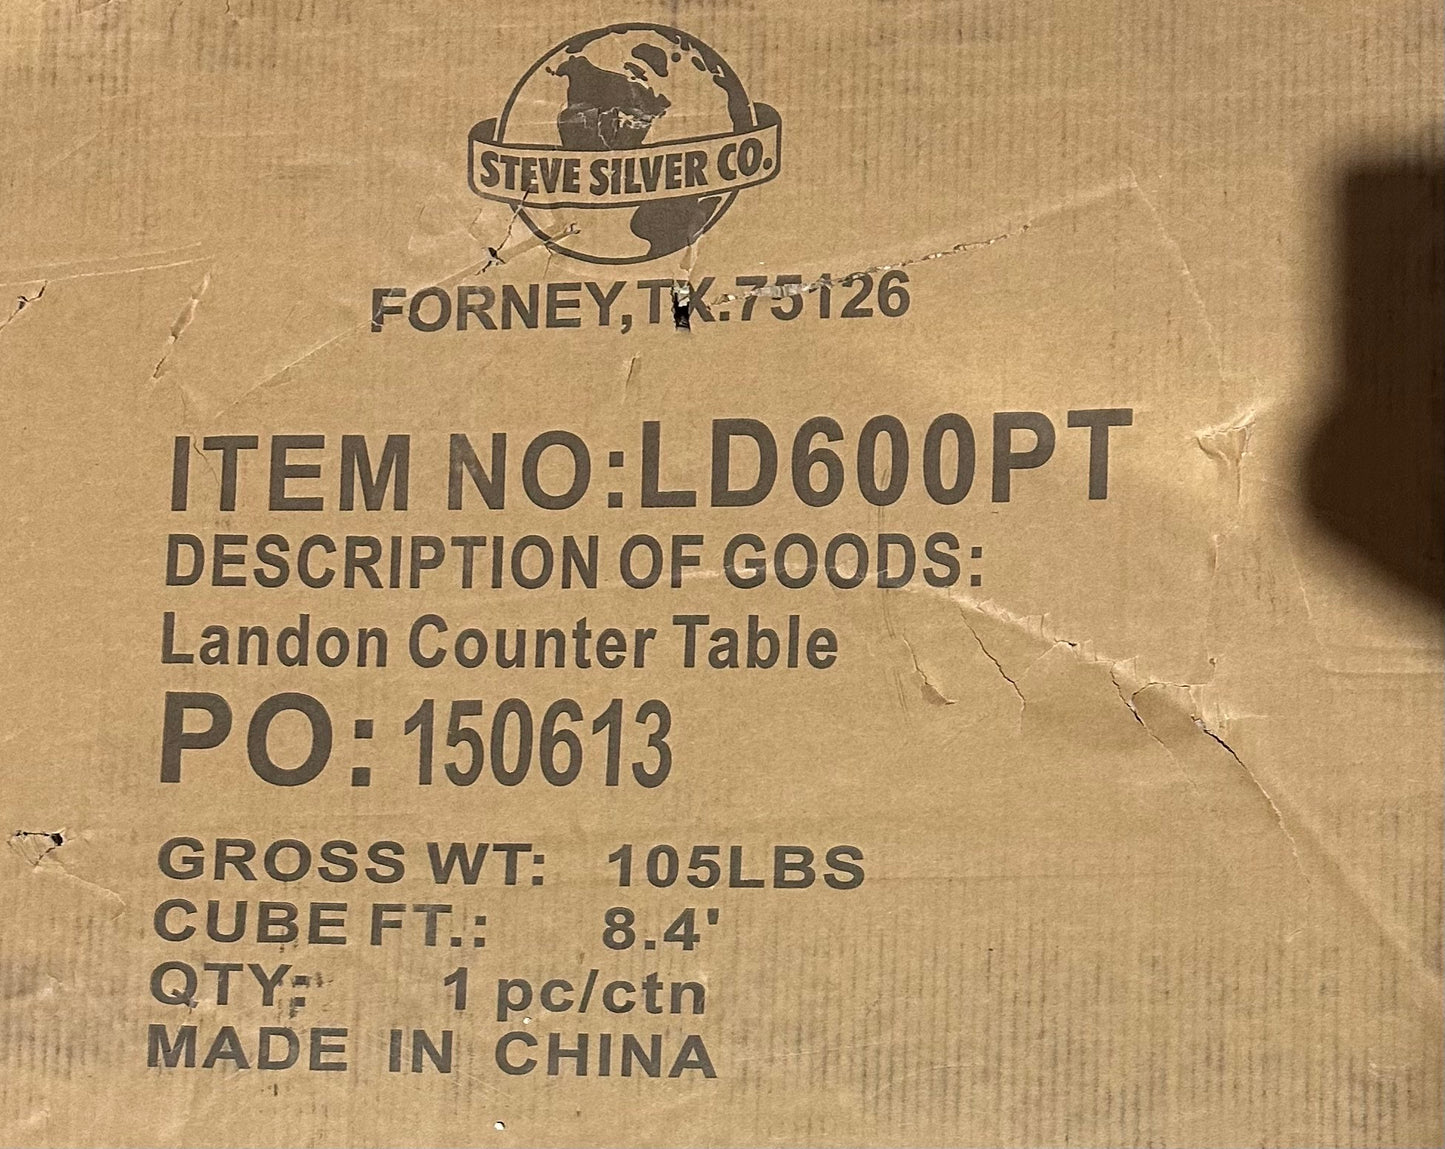 STEVE SILVER CO.
FORNEY,TX.75126
ITEM NO:LD600PT
DESCRIPTION OF GOODS:
Landon Counter Table
PO: 150613
GROSS WT: 105LBS
CUBE FT.: 8.4'
QTY: 1 pc/ctn
MADE IN CHINA